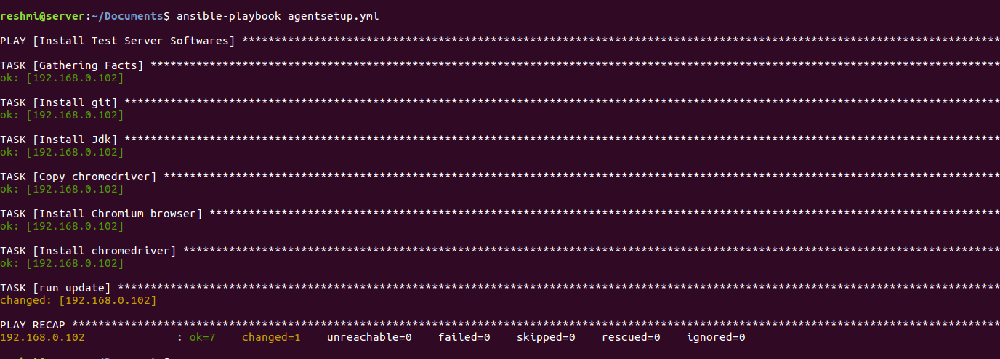 reshmi@server:~/Documents$ ansible-playbook agentsetup.yml
PLAY [Install Test Server Softwares] ********************************************************************************************************************
TASK [Gathering Facts] **********************************************************************************************************************************
ok: [192.168.0.102]
TASK [Install git] **************************************************************************************************************************************
ok: [192.168.0.102]
TASK [Install Jdk] **************************************************************************************************************************************
ok: [192.168.0.102]
TASK [Copy chromedriver] ********************************************************************************************************************************
ok: [192.168.0.102]
TASK [Install Chromium browser] *************************************************************************************************************************
ok: [192.168.0.102]
TASK [Install chromedriver] *****************************************************************************************************************************
ok: [192.168.0.102]
TASK [run update] ***************************************************************************************************************************************
changed: [192.168.0.102]
PLAY RECAP **********************************************************************************************************************************************
192.168.0.102              : ok=7    changed=1    unreachable=0    failed=0    skipped=0    rescued=0    ignored=0